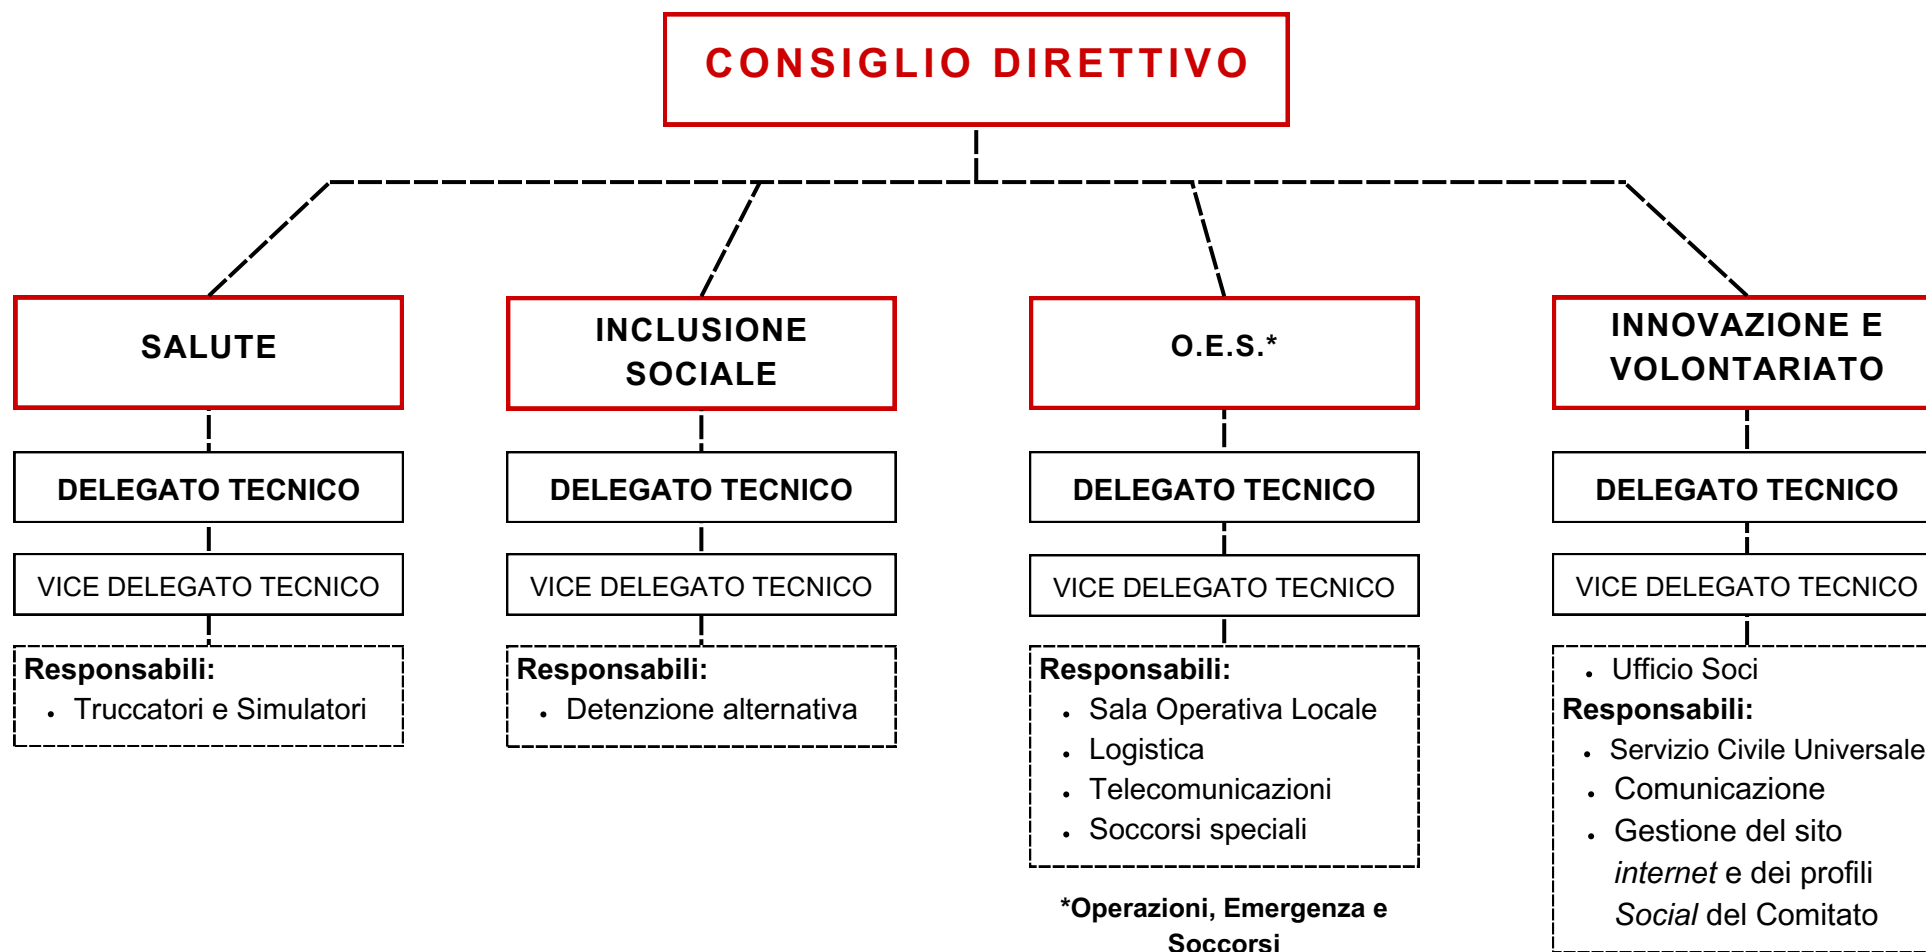 CONSIGLIO DIRETTIVO
SALUTE
DELEGATO TECNICO
VICE DELEGATO TECNICO
Responsabili:
• Truccatori e Simulatori
INCLUSIONE
SOCIALE
DELEGATO TECNICO
VICE DELEGATO TECNICO
Responsabili:
• Detenzione alternativa
O.E.S.*
DELEGATO TECNICO
VICE DELEGATO TECNICO
Responsabili:
• Sala Operativa Locale
• Logistica
• Telecomunicazioni
• Soccorsi speciali
*Operazioni, Emergenza e
Soccorsi
INNOVAZIONE E
VOLONTARIATO
DELEGATO TECNICO
VICE DELEGATO TECNICO
• Ufficio Soci
Responsabili:
• Servizio Civile Universale
• Comunicazione
• Gestione del sito
internet e dei profili
Social del Comitato